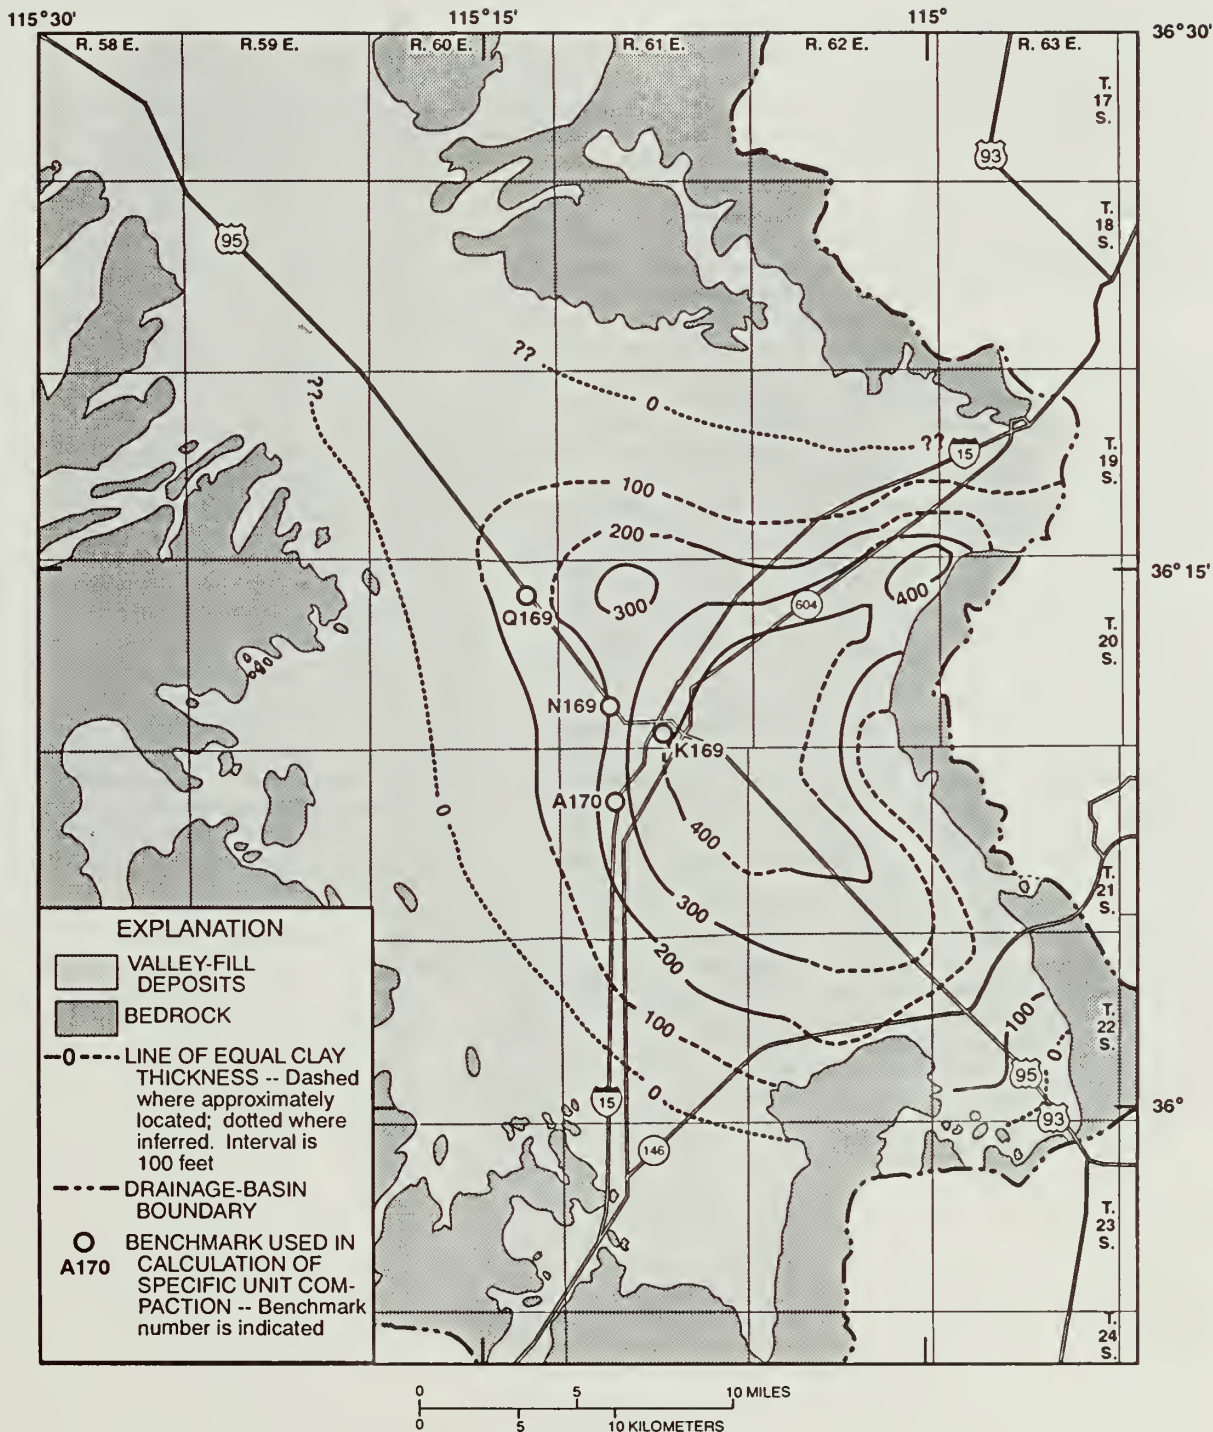 115°30'
115°15'
115°
36°30'
R. 58 E.
R.59 E.
R. 60 E.
R. 61 E.
R. 62 E.
R. 63 E.
T.
17
S.
93
T.
18
S.
95
??
??
0
??
15
T.
19
S.
100
200
300
400
36°15'
604
Q169
T.
20
S.
N169
K169
A170
0
400
300
200
T.
21
S.
100
100
T.
22
S.
0
0
95
36°
93
15
146
T.
23
S.
T.
24
S.
EXPLANATION
VALLEY-FILL
DEPOSITS
BEDROCK
0 LINE OF EQUAL CLAY
THICKNESS -- Dashed
where approximately
located; dotted where
inferred. Interval is
100 feet
DRAINAGE-BASIN
BOUNDARY
BENCHMARK USED IN
A170 CALCULATION OF
SPECIFIC UNIT COM-
PACTION -- Benchmark
number is indicated
0 5 10 MILES
0 5 10 KILOMETERS